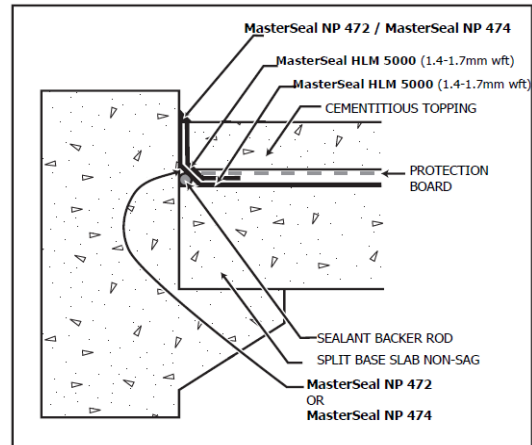 MasterSeal NP 472 / MasterSeal NP 474
MasterSeal HLM 5000 (1.4-1.7mm wft)
MasterSeal HLM 5000 (1.4-1.7mm wft)
CEMENTITIOUS TOPPING
PROTECTION
BOARD
SEALANT BACKER ROD
SPLIT BASE SLAB NON-SAG
MasterSeal NP 472
OR
MasterSeal NP 474